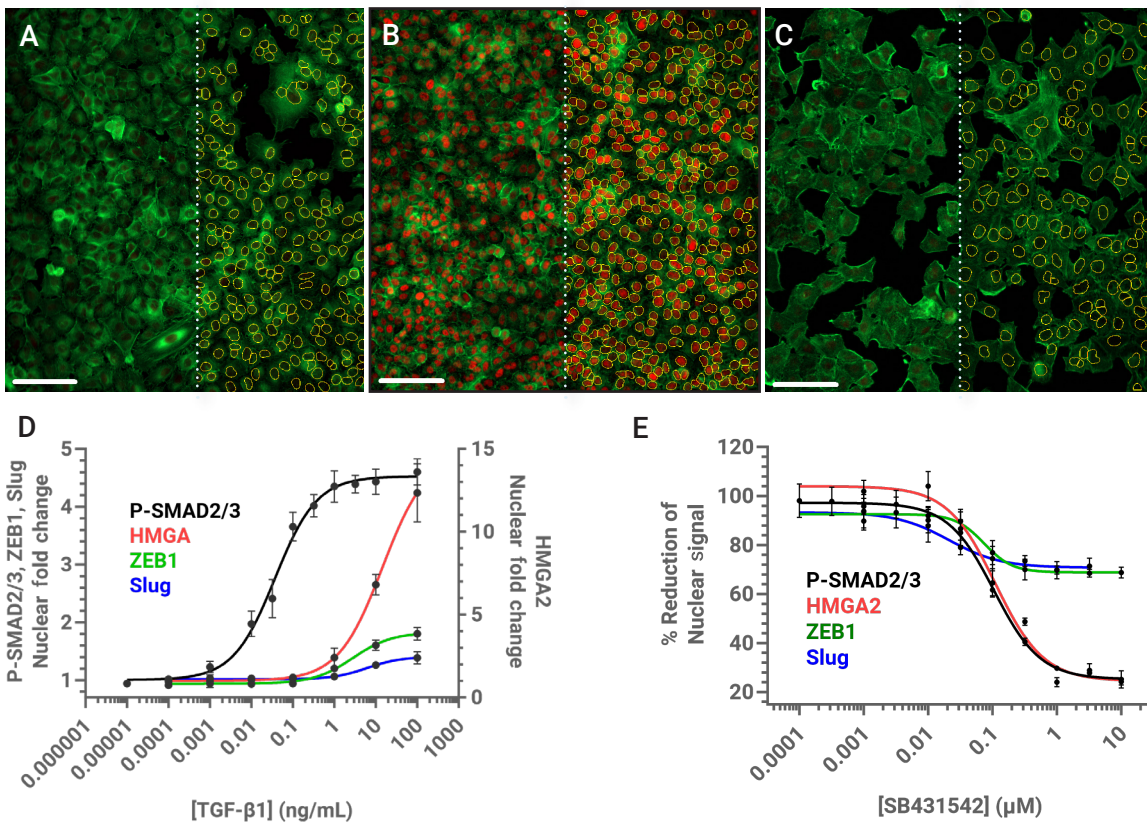 A
B
C
D
P-SMAD2/3, ZEB1, Slug
Nuclear fold change
5
4
3
2
1
15
10
5
0
HMGA2
Nuclear fold change
P-SMAD2/3
HMGA
ZEB1
Slug
0.000001
0.00001
0.0001
0.001
0.01
0.1
1
10
100
1000
[TGF-β1] (ng/mL)
E
% Reduction of
Nuclear signal
120
100
80
60
40
20
P-SMAD2/3
HMGA2
ZEB1
Slug
0.0001
0.001
0.01
0.1
1
10
[SB431542] (μM)